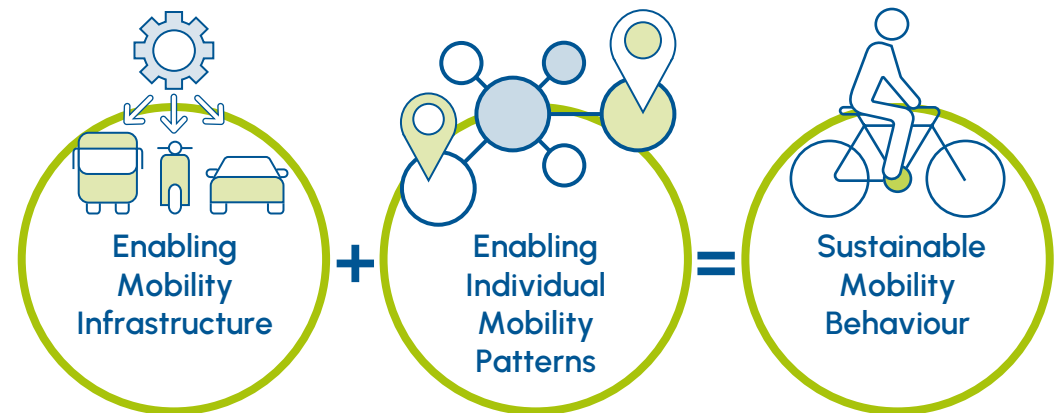 Enabling
Mobility
Infrastructure
+
Enabling
Individual
Mobility
Patterns
=
Sustainable
Mobility
Behaviour